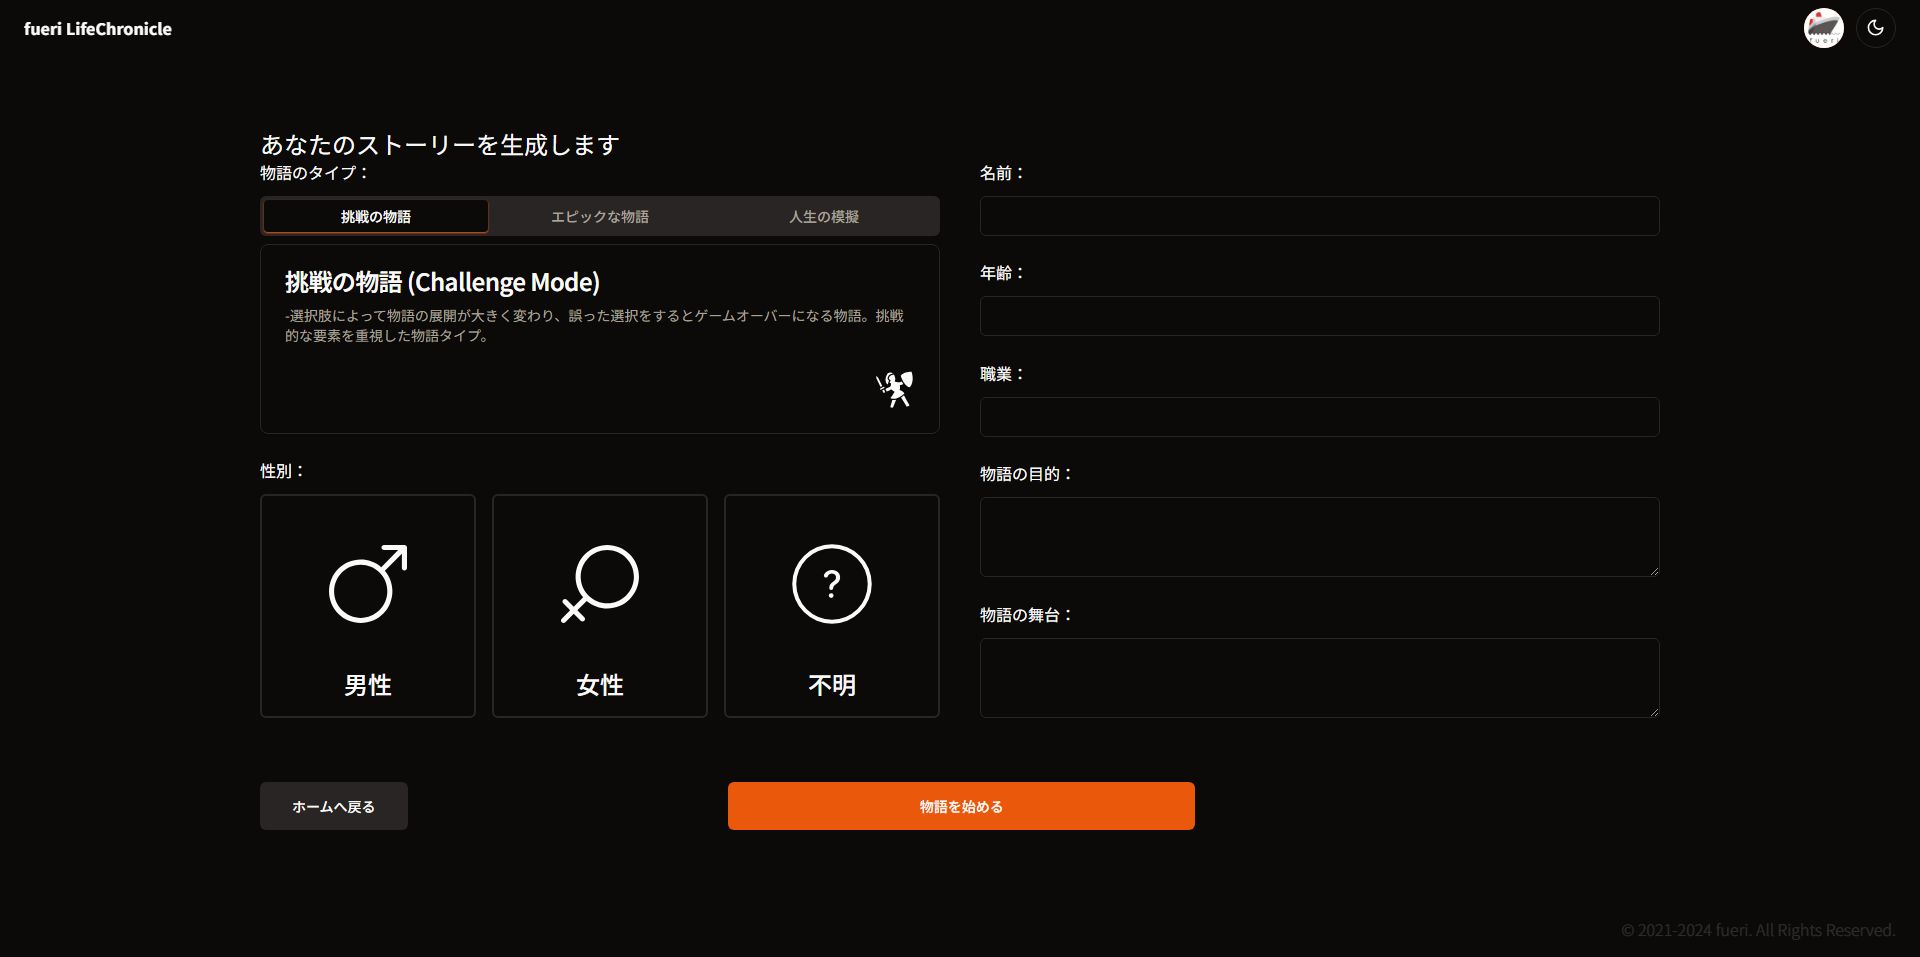 fueri LifeChronicle
fueri
あなたのストーリーを生成します
物語のタイプ：
挑戦の物語
エピックな物語
人生の模擬
挑戦の物語 (Challenge Mode)
-選択肢によって物語の展開が大きく変わり、誤った選択をするとゲームオーバーになる物語。挑戦
的な要素を重視した物語タイプ。
性別：
男性
女性
?
不明
名前：
年齢：
職業：
物語の目的：
物語の舞台：
ホームへ戻る
物語を始める
© 2021-2024 fueri. All Rights Reserved.